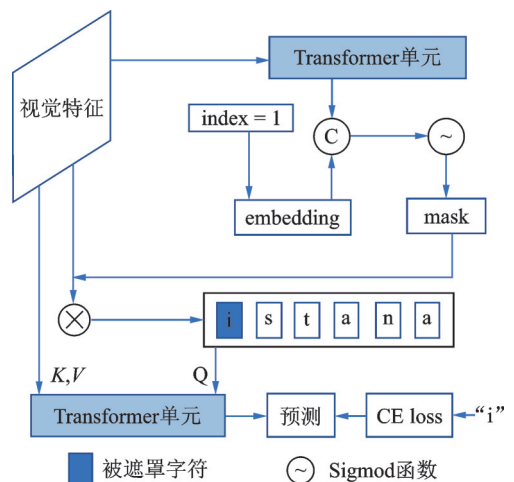 Transformer单元
视觉特征
index = 1
C
~
embedding
mask
i s t a n a
K,V
Q
Transformer单元
预测
CE loss
“i”
被遮罩字符
~
Sigmod函数